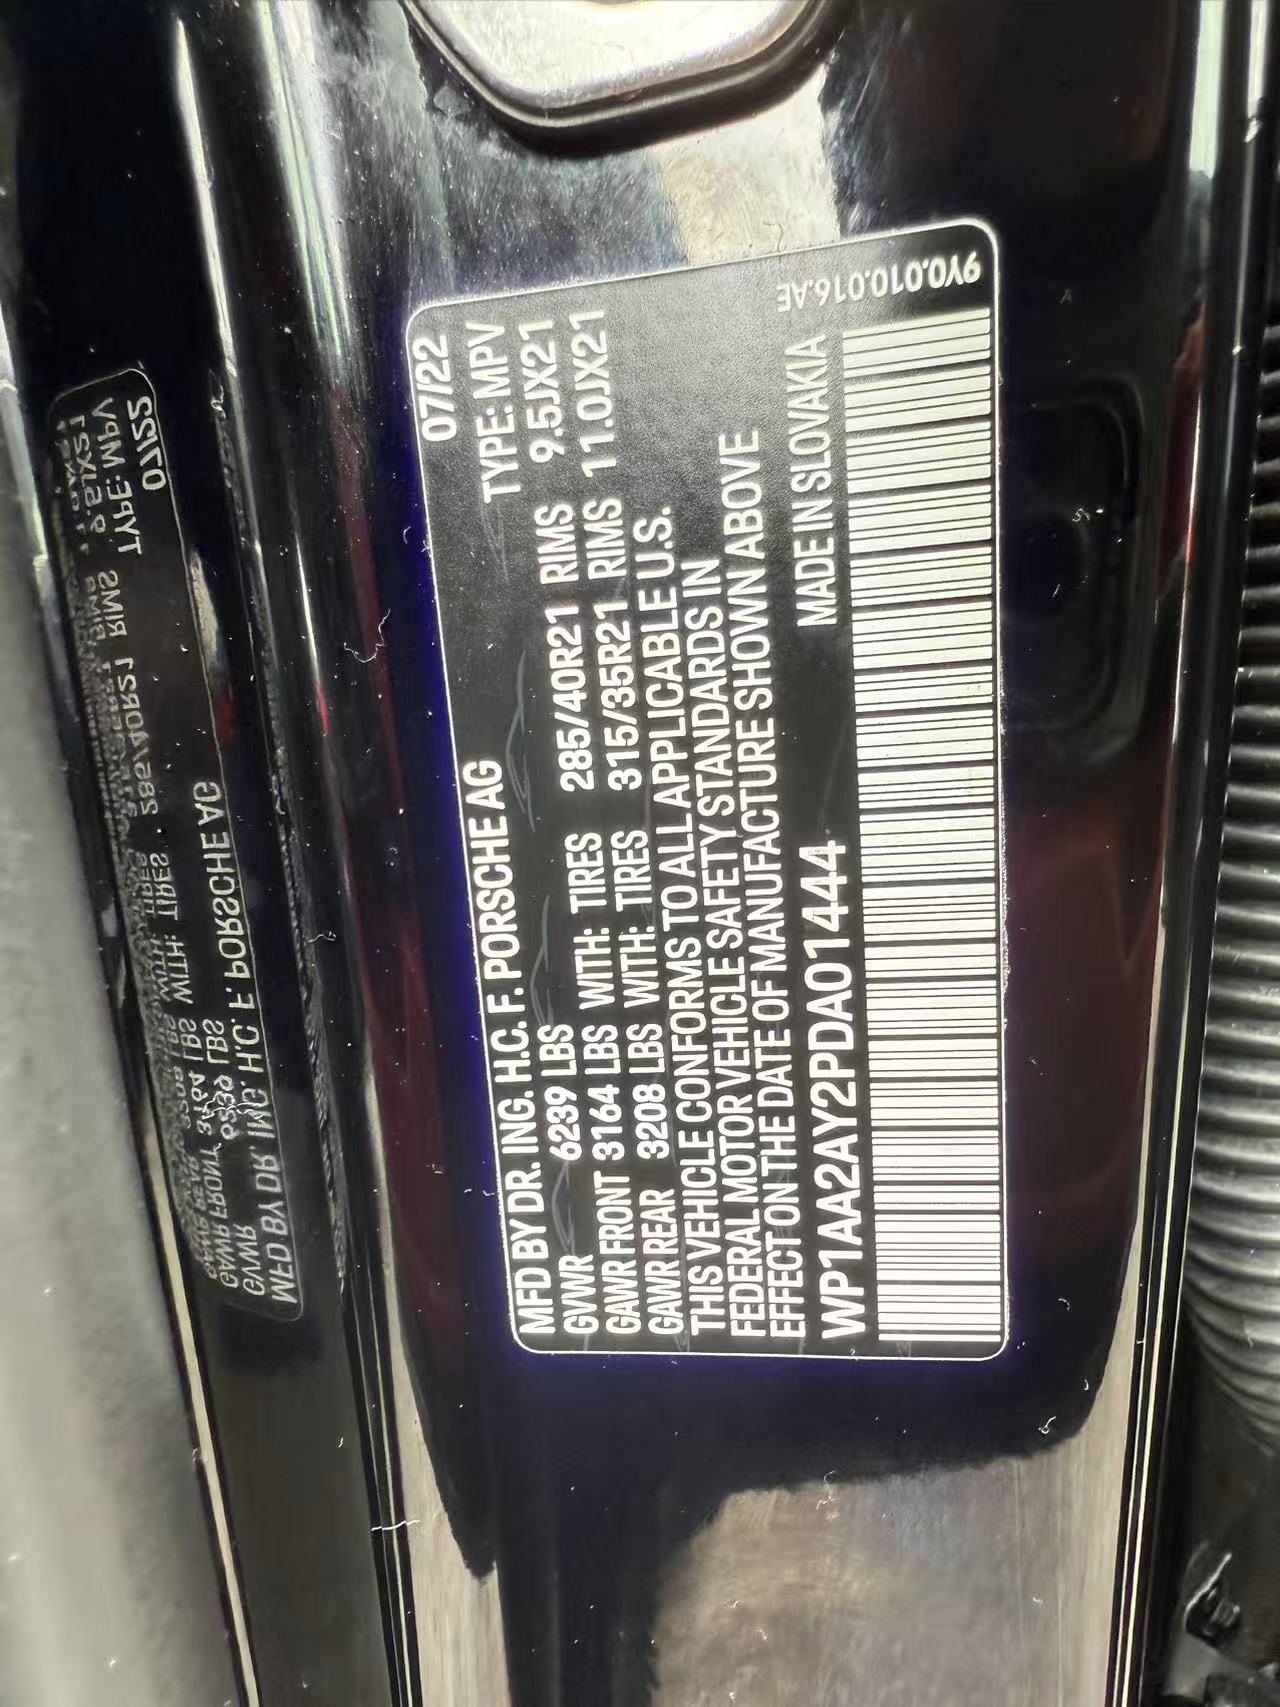 07/22
MFD BY DR. ING. H.C. F. PORSCHE AG
TYPE: MPV
GVWR 6239 LBS
GAWR FRONT 3164 LBS WITH: TIRES 285/40R21 RIMS 9.5JX21
GAWR REAR 3208 LBS WITH: TIRES 315/35R21 RIMS 11.0JX21
THIS VEHICLE CONFORMS TO ALL APPLICABLE U.S.
FEDERAL MOTOR VEHICLE SAFETY STANDARDS IN
EFFECT ON THE DATE OF MANUFACTURE SHOWN ABOVE
MADE IN SLOVAKIA
WP1AA2AY2PDA01444
9Y0.010.016.AE